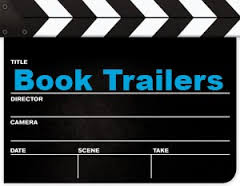 TITLE
Book Trailers
DIRECTOR
CAMERA
DATE SCENE TAKE